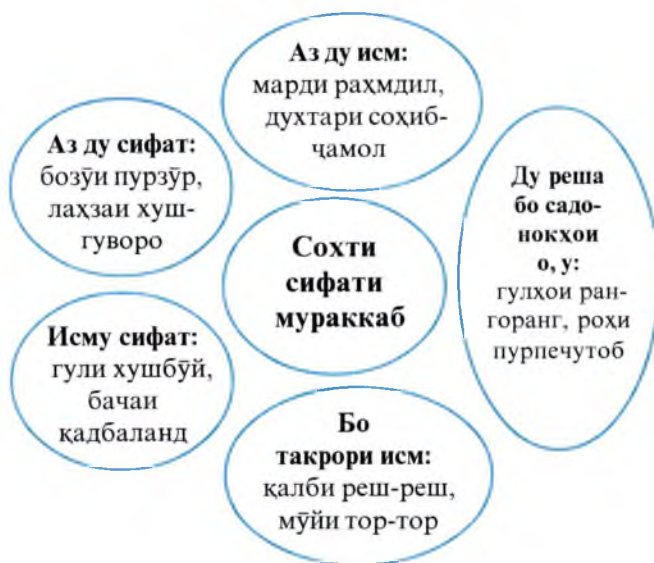 Аз ду исм:
марди раҳмдил,
духтари соҳиб-
ҷамол
Аз ду сифат:
бозӯи пурзӯр,
лаҳзаи хуш-
гуворо
Ду реша
бо садо-
нокҳои
о, у:
гулҳои ран-
горанг, роҳи
пурпечутоб
Сохти
сифати
мураккаб
Исму сифат:
гули хушбӯй,
бачаи
қадбаланд
Бо
такрори исм:
қалби реш-реш,
мӯйи тор-тор